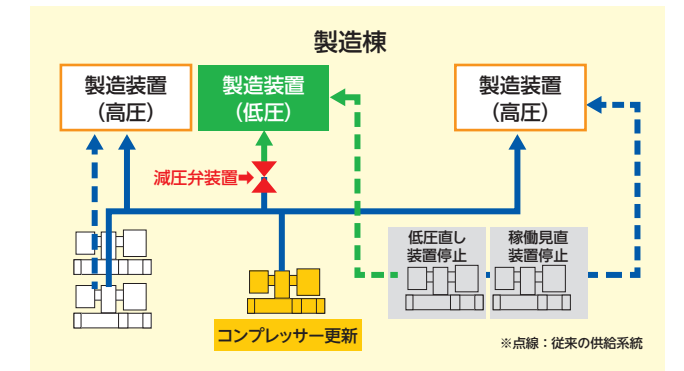 製造棟
製造装置
（高圧）
製造装置
（低圧）
製造装置
（高圧）
減圧弁装置
低圧直し
装置停止
稼働見直
装置停止
コンプレッサー更新
※点線：従来の供給系統